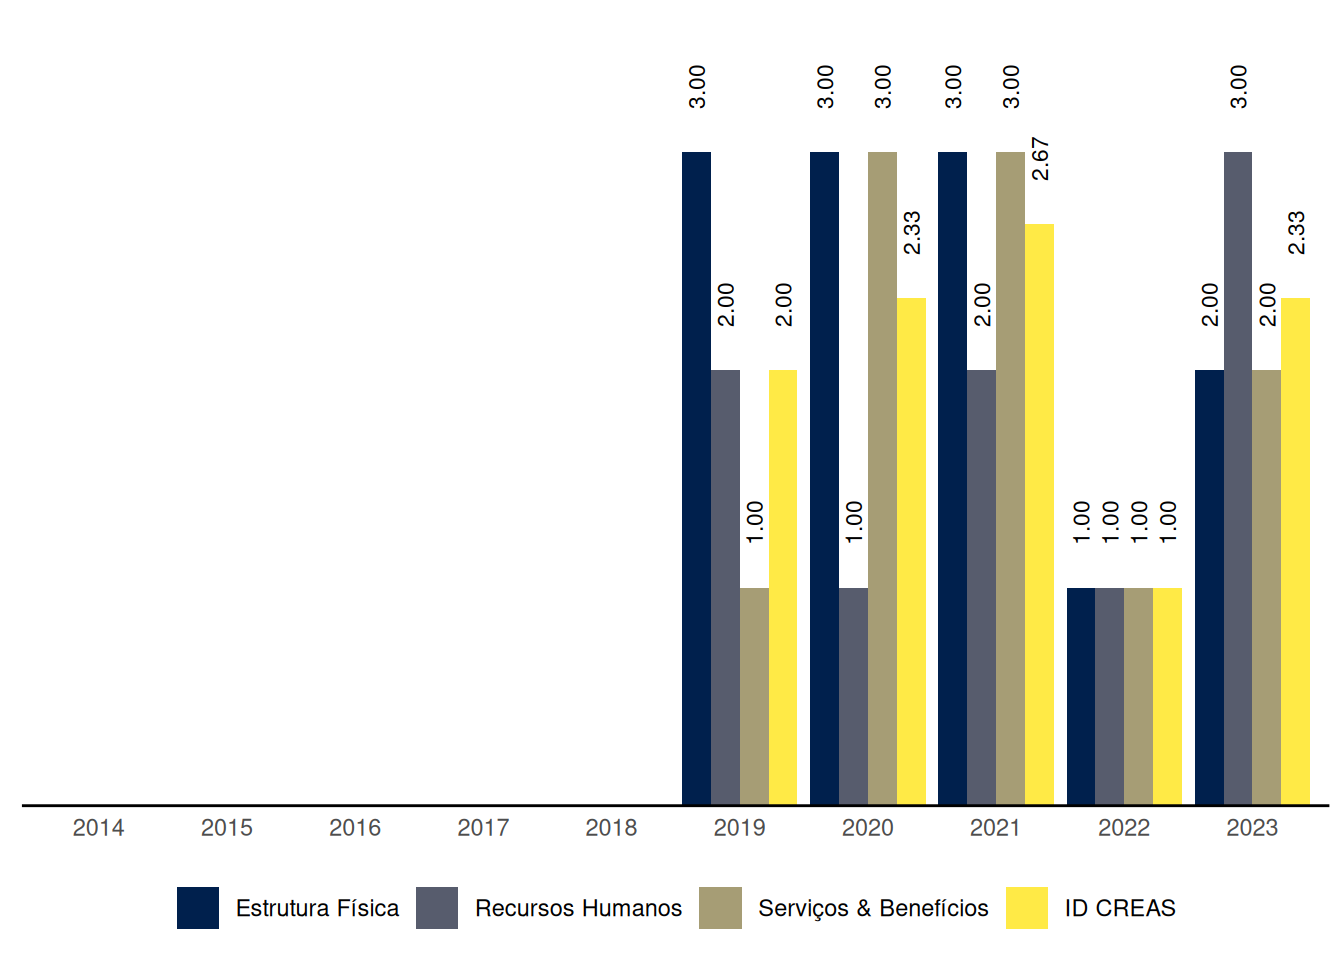 3.00 3.00 3.00 3.00 3.00 3.00
2.67
2.33 2.33
2.00 2.00 2.00 2.00 2.00
1.00 1.00 1.00 1.00 1.00 1.00
2014 2015 2016 2017 2018 2019 2020 2021 2022 2023
Estrutura Física Recursos Humanos Serviços & Benefícios ID CREAS